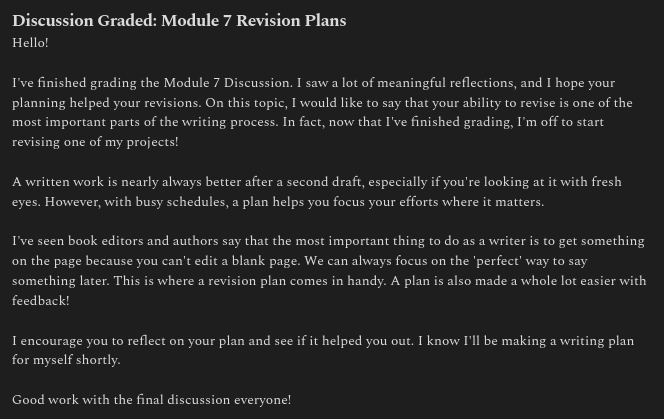 Discussion Graded: Module 7 Revision Plans
Hello!
I've finished grading the Module 7 Discussion. I saw a lot of meaningful reflections, and I hope your
planning helped your revisions. On this topic, I would like to say that your ability to revise is one of the
most important parts of the writing process. In fact, now that I've finished grading, I'm off to start
revising one of my projects!
A written work is nearly always better after a second draft, especially if you're looking at it with fresh
eyes. However, with busy schedules, a plan helps you focus your efforts where it matters.
I've seen book editors and authors say that the most important thing to do as a writer is to get something
on the page because you can't edit a blank page. We can always focus on the 'perfect' way to say
something later. This is where a revision plan comes in handy. A plan is also made a whole lot easier with
feedback!
I encourage you to reflect on your plan and see if it helped you out. I know I'll be making a writing plan
for myself shortly.
Good work with the final discussion everyone!